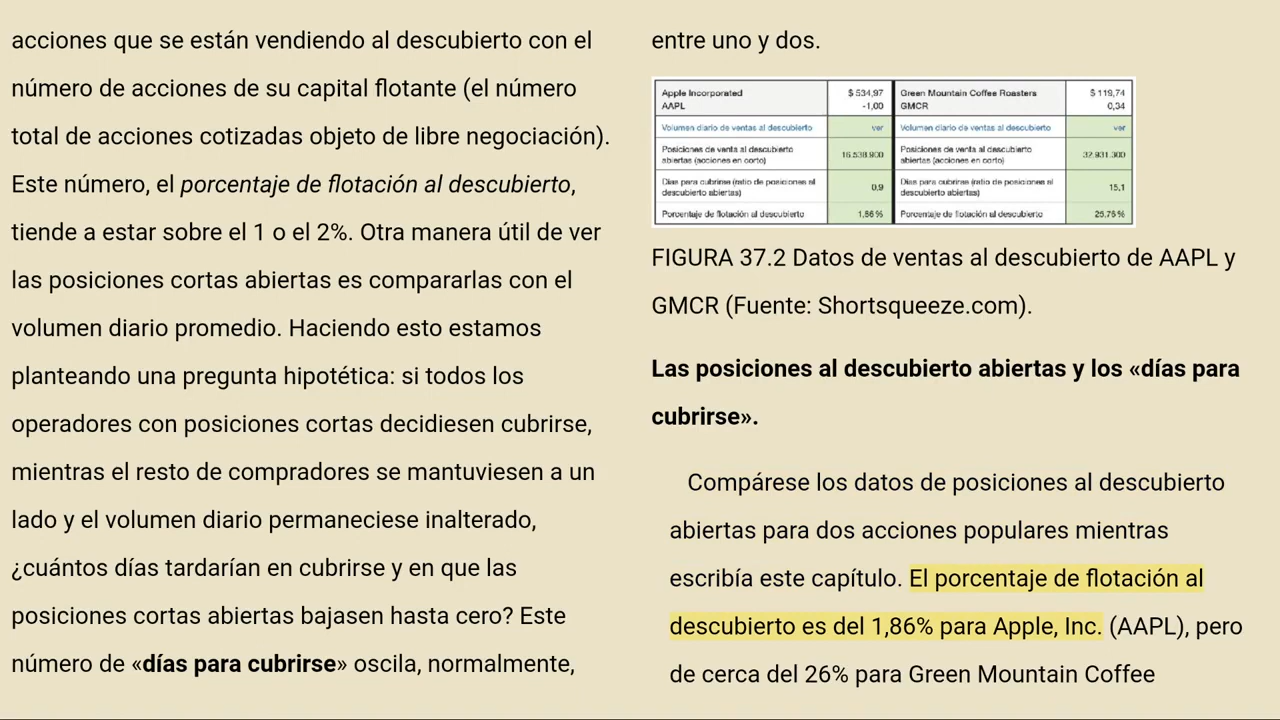 acciones que se están vendiendo al descubierto con el
número de acciones de su capital flotante (el número
total de acciones cotizadas objeto de libre negociación).
Este número, el porcentaje de flotación al descubierto,
tiende a estar sobre el 1 o el 2%. Otra manera útil de ver
las posiciones cortas abiertas es compararlas con el
volumen diario promedio. Haciendo esto estamos
planteando una pregunta hipotética: si todos los
operadores con posiciones cortas decidiesen cubrirse,
mientras el resto de compradores se mantuviesen a un
lado y el volumen diario permaneciese inalterado,
¿cuántos días tardarían en cubrirse y en que las
posiciones cortas abiertas bajasen hasta cero? Este
número de «días para cubrirse» oscila, normalmente,
entre uno y dos.
Apple Incorporated $ 534,97 Green Mountain Coffee Roasters $ 119,74
AAPL -1,00 GMCR 0,34
Volumen diario de ventas al descubierto ver Volumen diario de ventas al descubierto ver
Posiciones de venta al descubierto
abiertas (acciones en corto) 16.538.900 Posiciones de venta al descubierto
abiertas (acciones en corto) 32.931.300
Días para cubrirse (ratio de posiciones al
descubierto abiertas) 0,9 Días para cubrirse (ratio de posiciones al
descubierto abiertas) 15,1
Porcentaje de flotación al descubierto 1,86 % Porcentaje de flotación al descubierto 25,76 %
FIGURA 37.2 Datos de ventas al descubierto de AAPL y
GMCR (Fuente: Shortsqueeze.com).
Las posiciones al descubierto abiertas y los «días para
cubrirse».
Compárese los datos de posiciones al descubierto
abiertas para dos acciones populares mientras
escribía este capítulo. El porcentaje de flotación al
descubierto es del 1,86% para Apple, Inc. (AAPL), pero
de cerca del 26% para Green Mountain Coffee